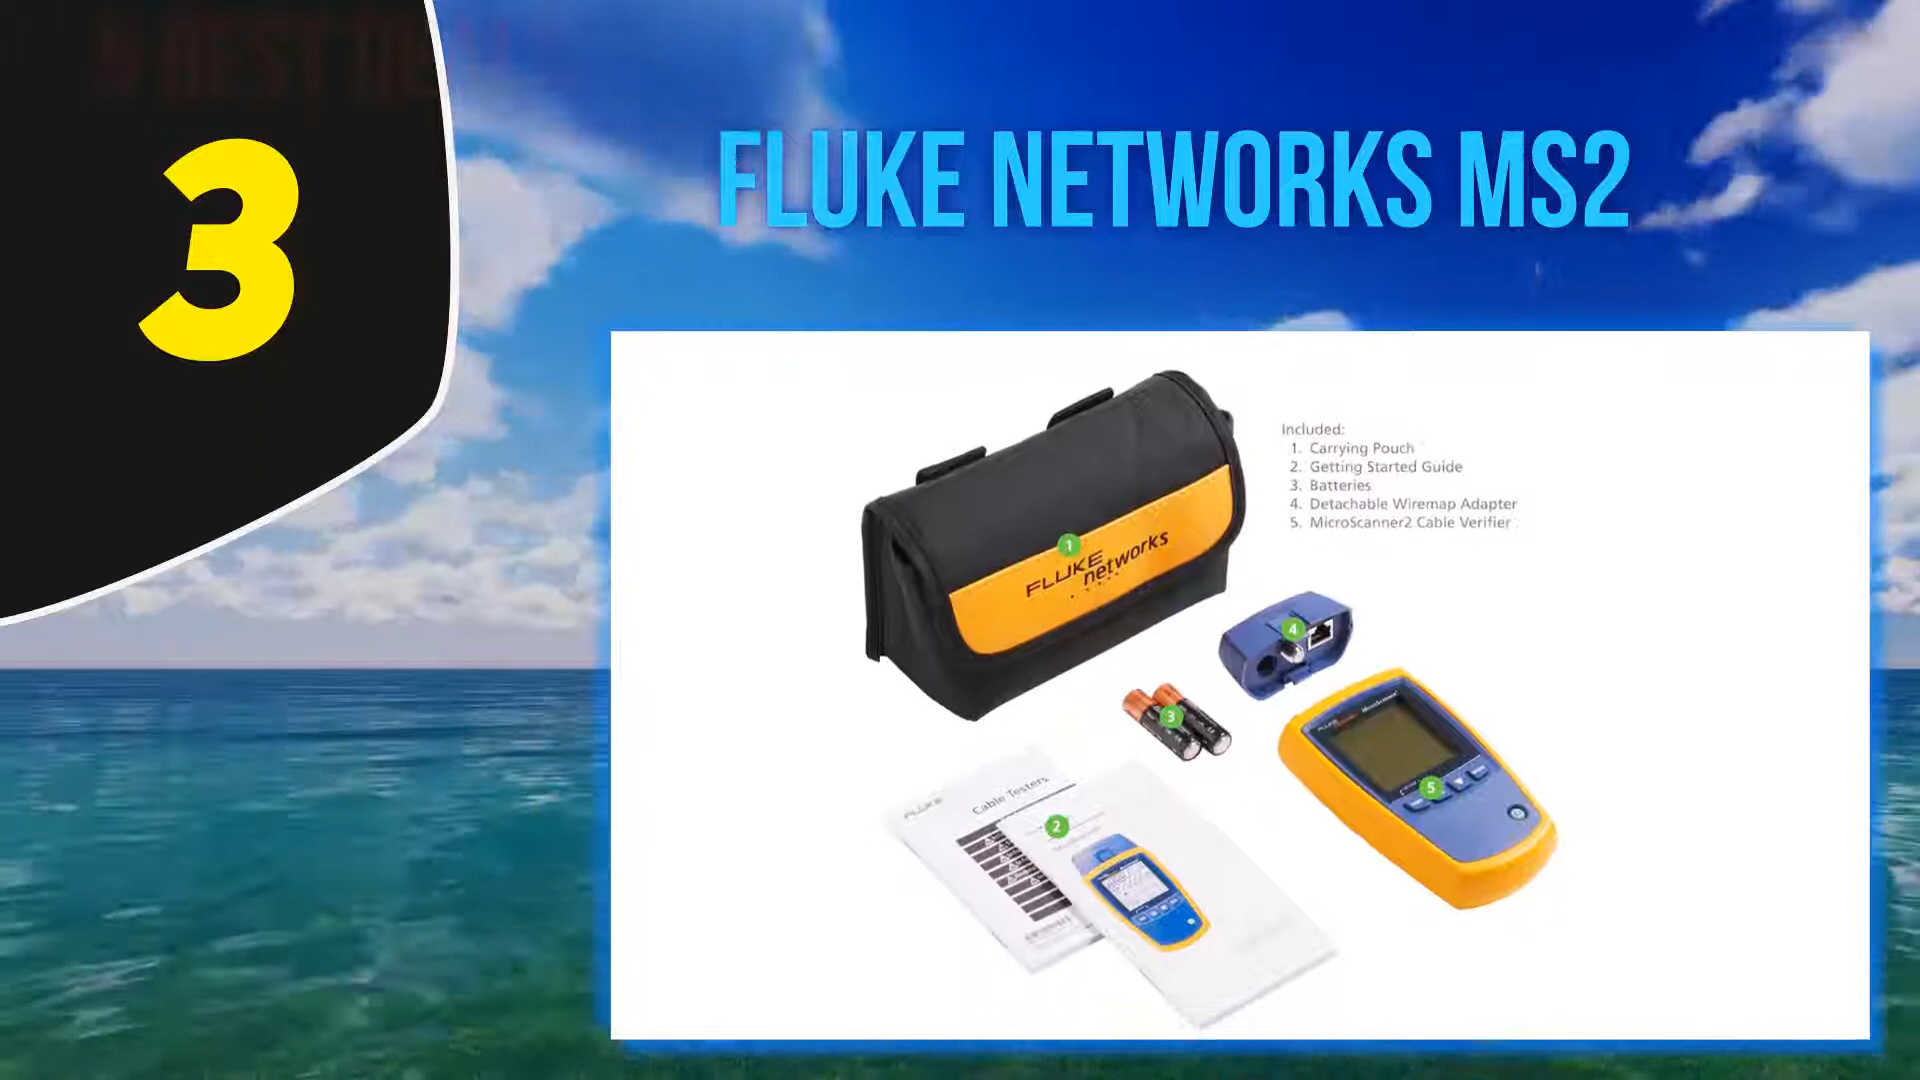 3
FLUKE NETWORKS MS2
Included:
1. Carrying Pouch
2. Getting Started Guide
3. Batteries
4. Detachable Wiremap Adapter
5. MicroScanner2 Cable Verifier
1
FLUKE
networks
4
3
5
2
FLUKE
Cable Testers